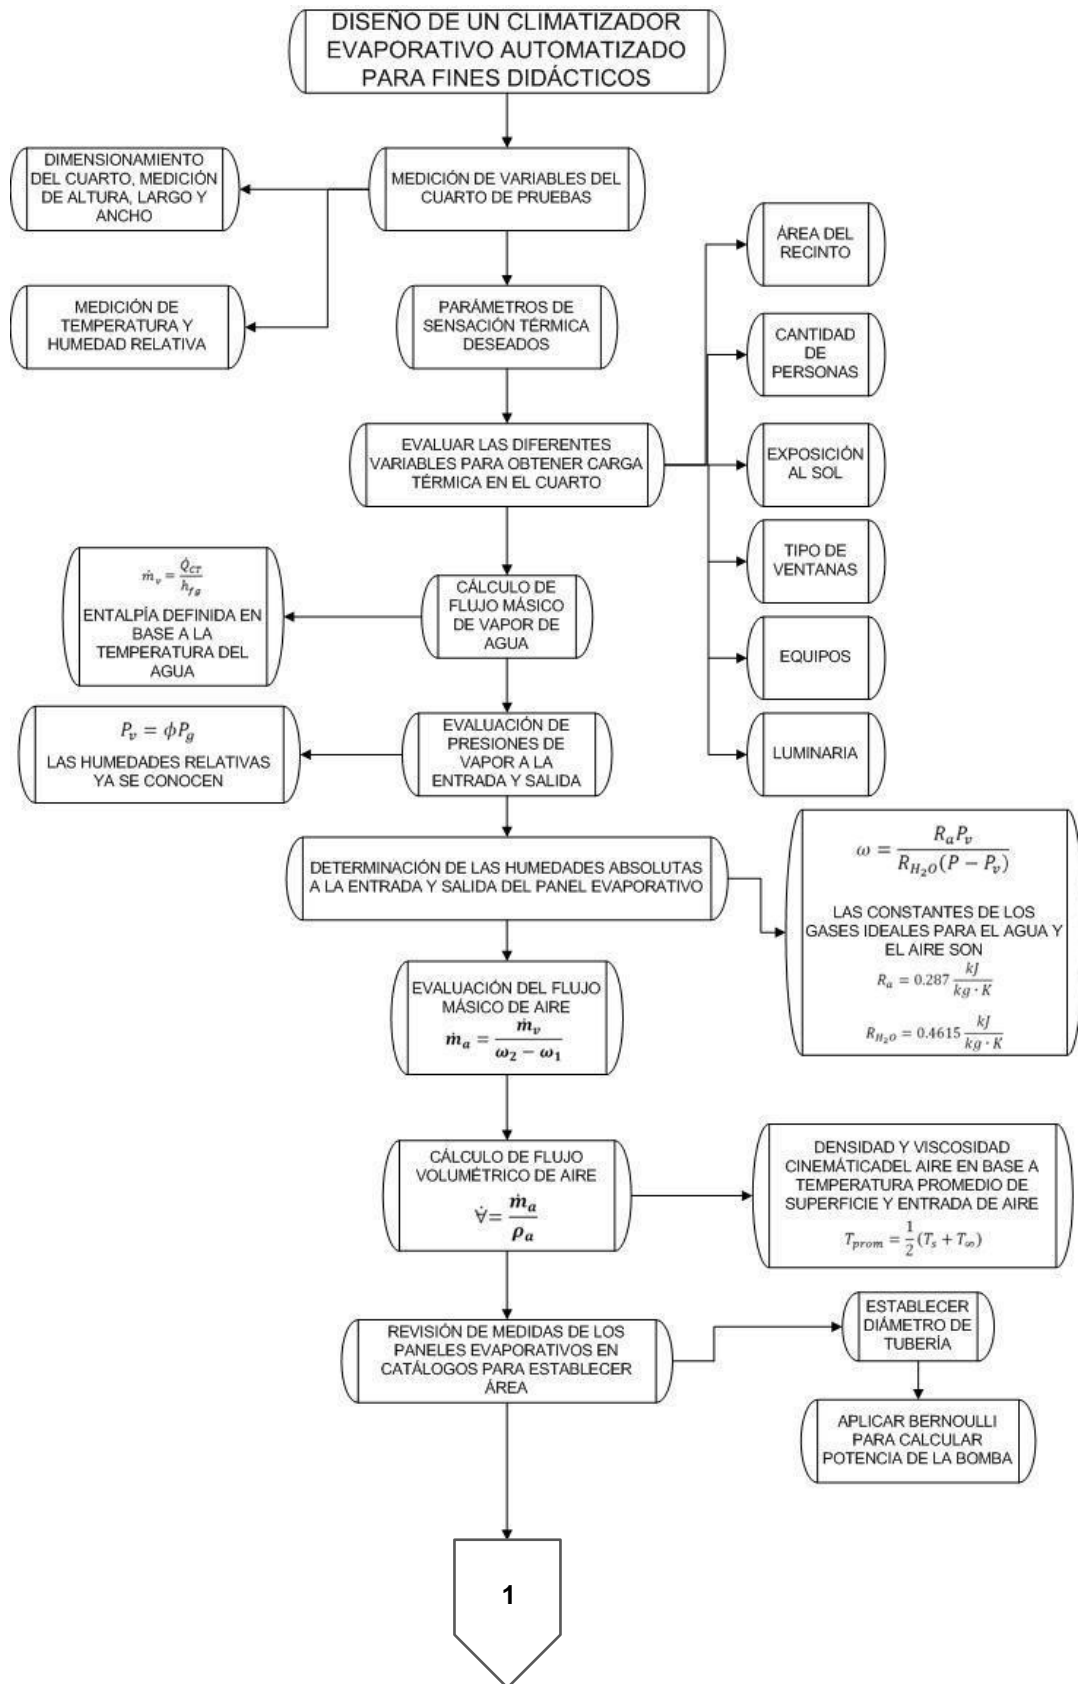 DISEÑO DE UN CLIMATIZADOR
EVAPORATIVO AUTOMATIZADO
PARA FINES DIDÁCTICOS
DIMENSIONAMIENTO
DEL CUARTO, MEDICIÓN
DE ALTURA, LARGO Y
ANCHO
MEDICIÓN DE VARIABLES DEL
CUARTO DE PRUEBAS
MEDICIÓN DE
TEMPERATURA Y
HUMEDAD RELATIVA
PARÁMETROS DE
SENSACIÓN TÉRMICA
DESEADOS
ÁREA DEL
RECINTO
CANTIDAD
DE
PERSONAS
EVALUAR LAS DIFERENTES
VARIABLES PARA OBTENER CARGA
TÉRMICA EN EL CUARTO
EXPOSICIÓN
AL SOL
TIPO DE
VENTANAS
EQUIPOS
LUMINARIA
CÁLCULO DE
FLUJO MÁSICO
DE VAPOR DE
AGUA
ṁ_v = Q̇_CT / h_fg
ENTALPÍA DEFINIDA EN
BASE A LA
TEMPERATURA DEL
AGUA
EVALUACIÓN DE
PRESIONES DE
VAPOR A LA
ENTRADA Y SALIDA
P_v = ϕP_g
LAS HUMEDADES RELATIVAS
YA SE CONOCEN
DETERMINACIÓN DE LAS HUMEDADES ABSOLUTAS
A LA ENTRADA Y SALIDA DEL PANEL EVAPORATIVO
ω = R_a P_v / R_H₂O (P − P_v)
LAS CONSTANTES DE LOS
GASES IDEALES PARA EL AGUA Y
EL AIRE SON
R_a = 0.287 kJ / kg · K
R_H₂O = 0.4615 kJ / kg · K
EVALUACIÓN DEL FLUJO
MÁSICO DE AIRE
ṁ_a = ṁ_v / ω₂ − ω₁
CÁLCULO DE FLUJO
VOLUMÉTRICO DE AIRE
∀̇ = ṁ_a / ρ_a
DENSIDAD Y VISCOSIDAD
CINEMÁTICADEL AIRE EN BASE A
TEMPERATURA PROMEDIO DE
SUPERFICIE Y ENTRADA DE AIRE
T_prom = 1/2 (T_s + T_∞)
REVISIÓN DE MEDIDAS DE LOS
PANELES EVAPORATIVOS EN
CATÁLOGOS PARA ESTABLECER
ÁREA
ESTABLECER
DIÁMETRO DE
TUBERÍA
APLICAR BERNOULLI
PARA CALCULAR
POTENCIA DE LA BOMBA
1